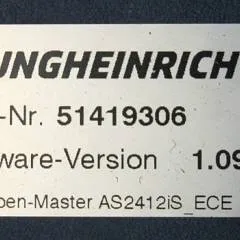 UNGHEINRICH
-Nr. 51419306
ware-Version 1.09
pen-Master AS2412iS_ECE